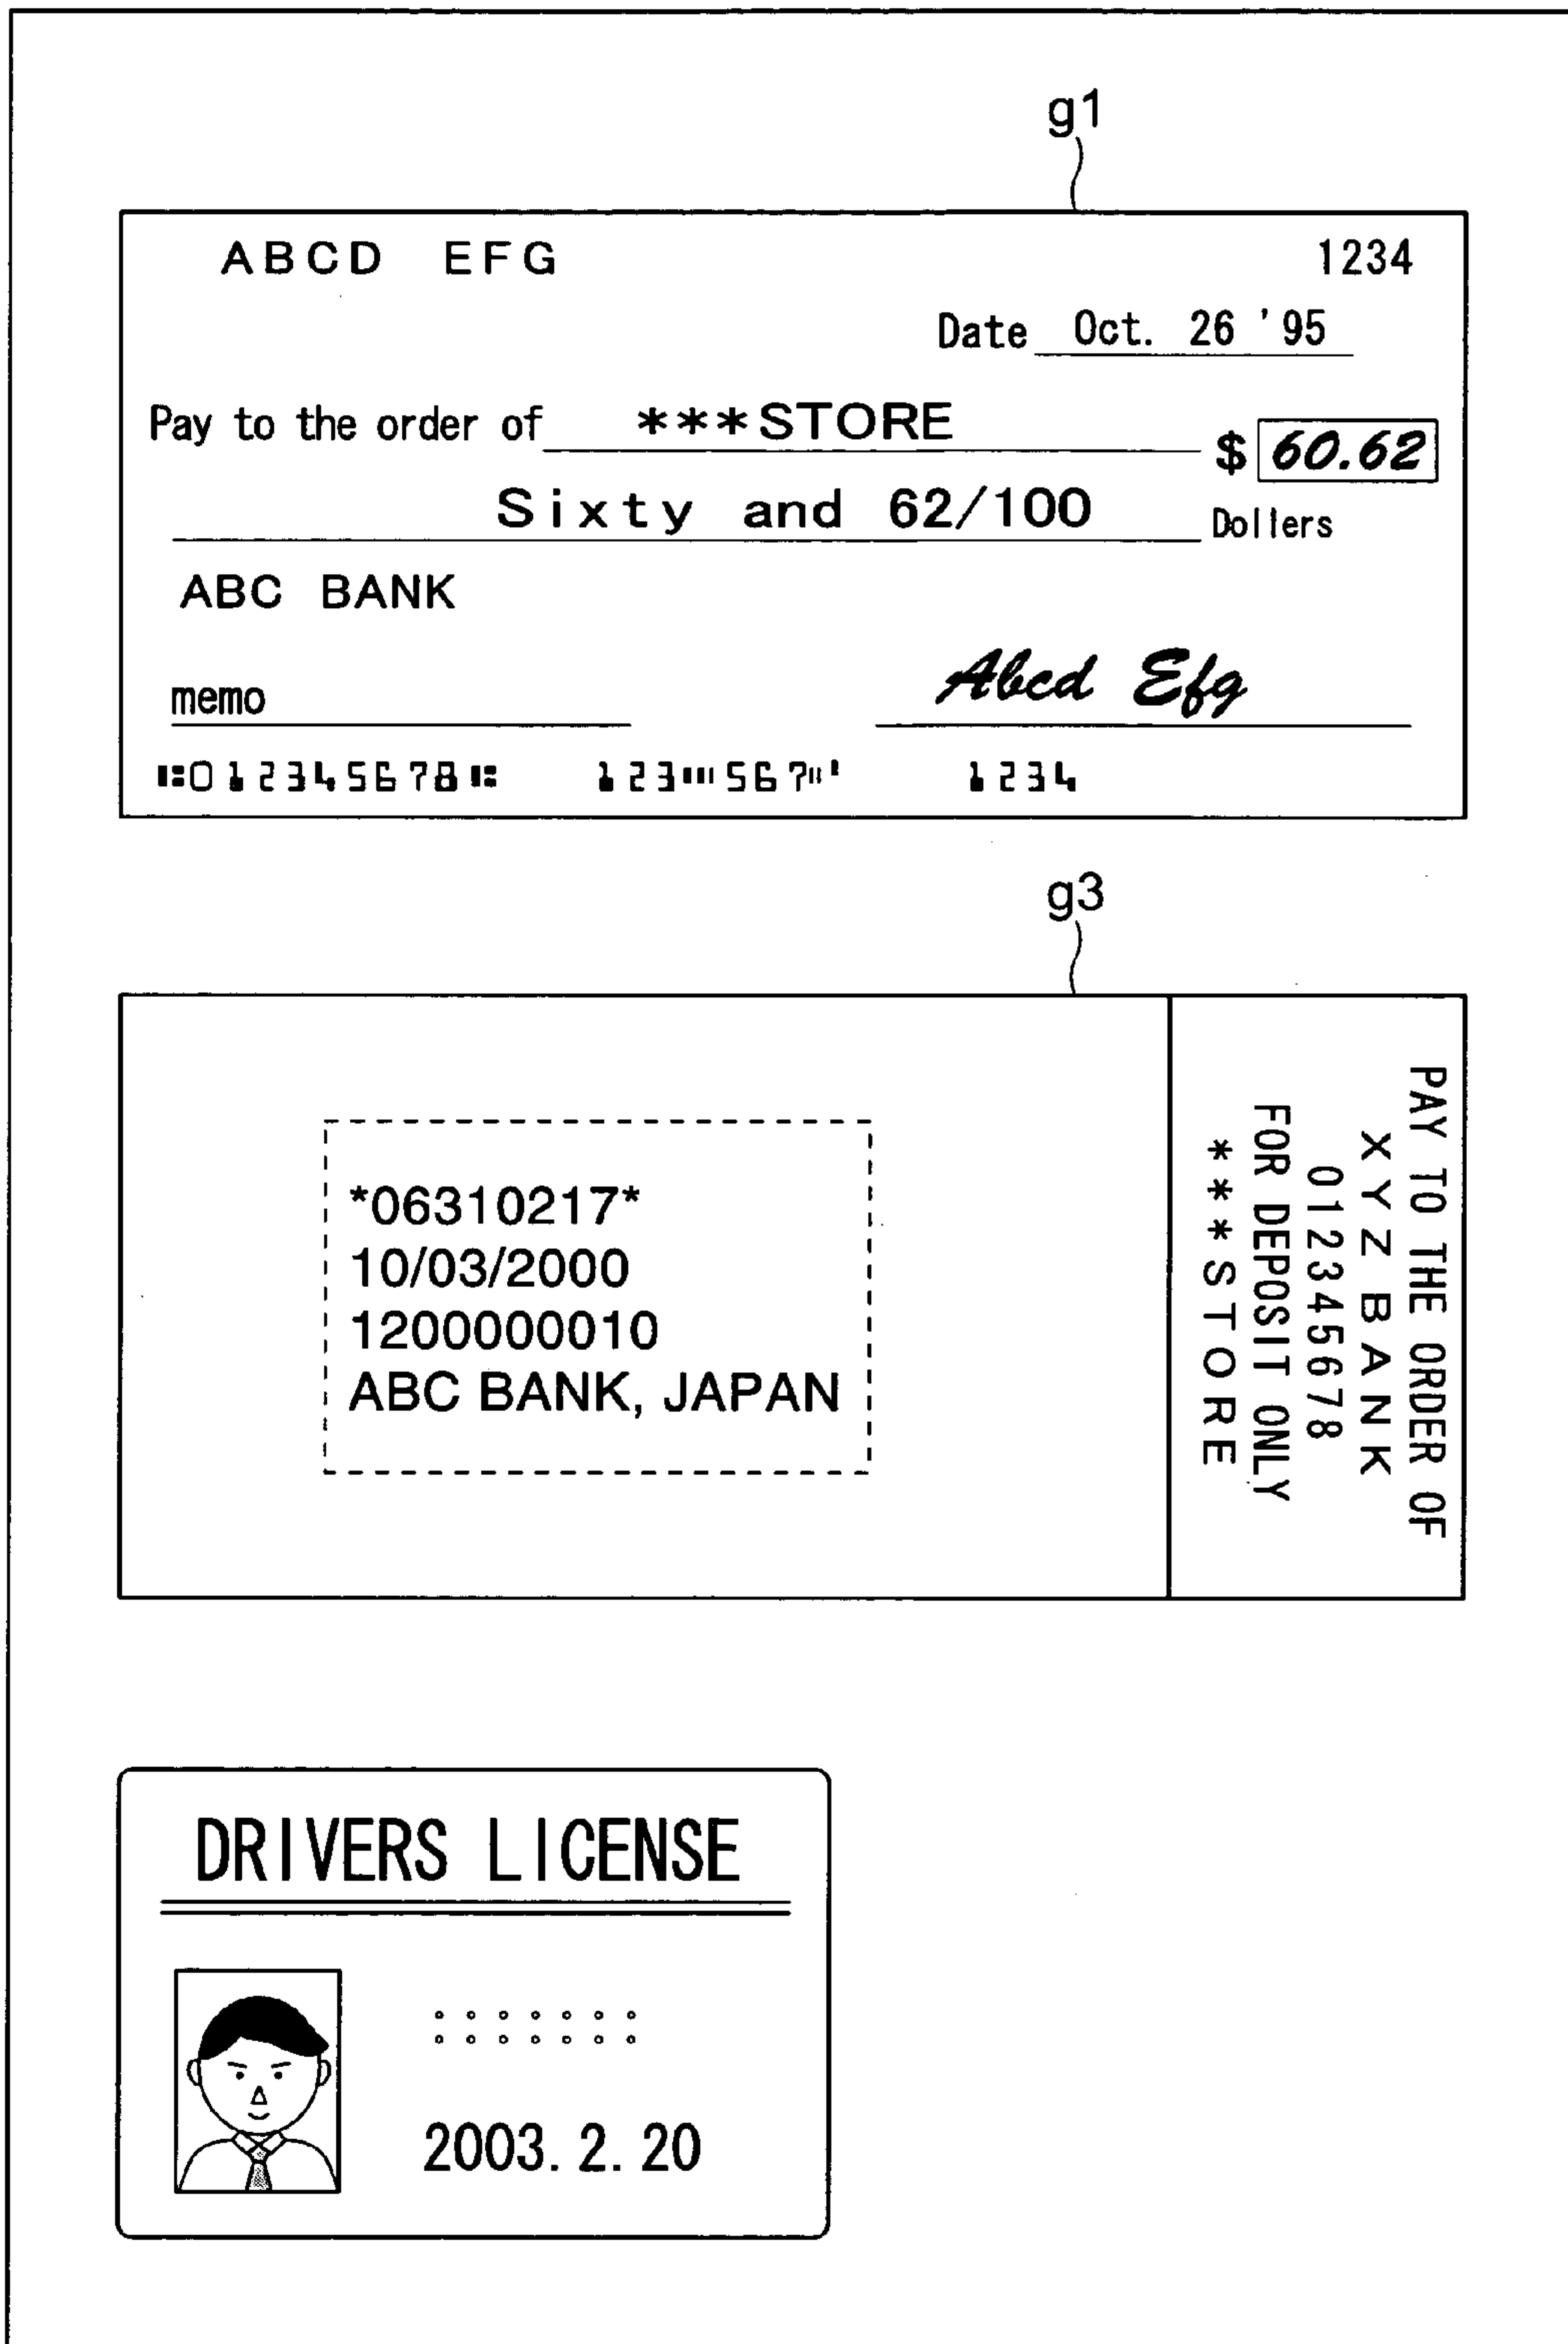 g1
ABCD EFG 1234
Date Oct. 26 '95
Pay to the order of ***STORE $ 60.62
Sixty and 62/100 Dollers
ABC BANK
memo Abcd Efg
⑆012345678⑆ 123⑈567⑈ 1234
g3
*06310217*
10/03/2000
1200000010
ABC BANK, JAPAN
PAY TO THE ORDER OF
XYZ BANK
012345678
FOR DEPOSIT ONLY
***STORE
DRIVERS LICENSE
2003. 2. 20